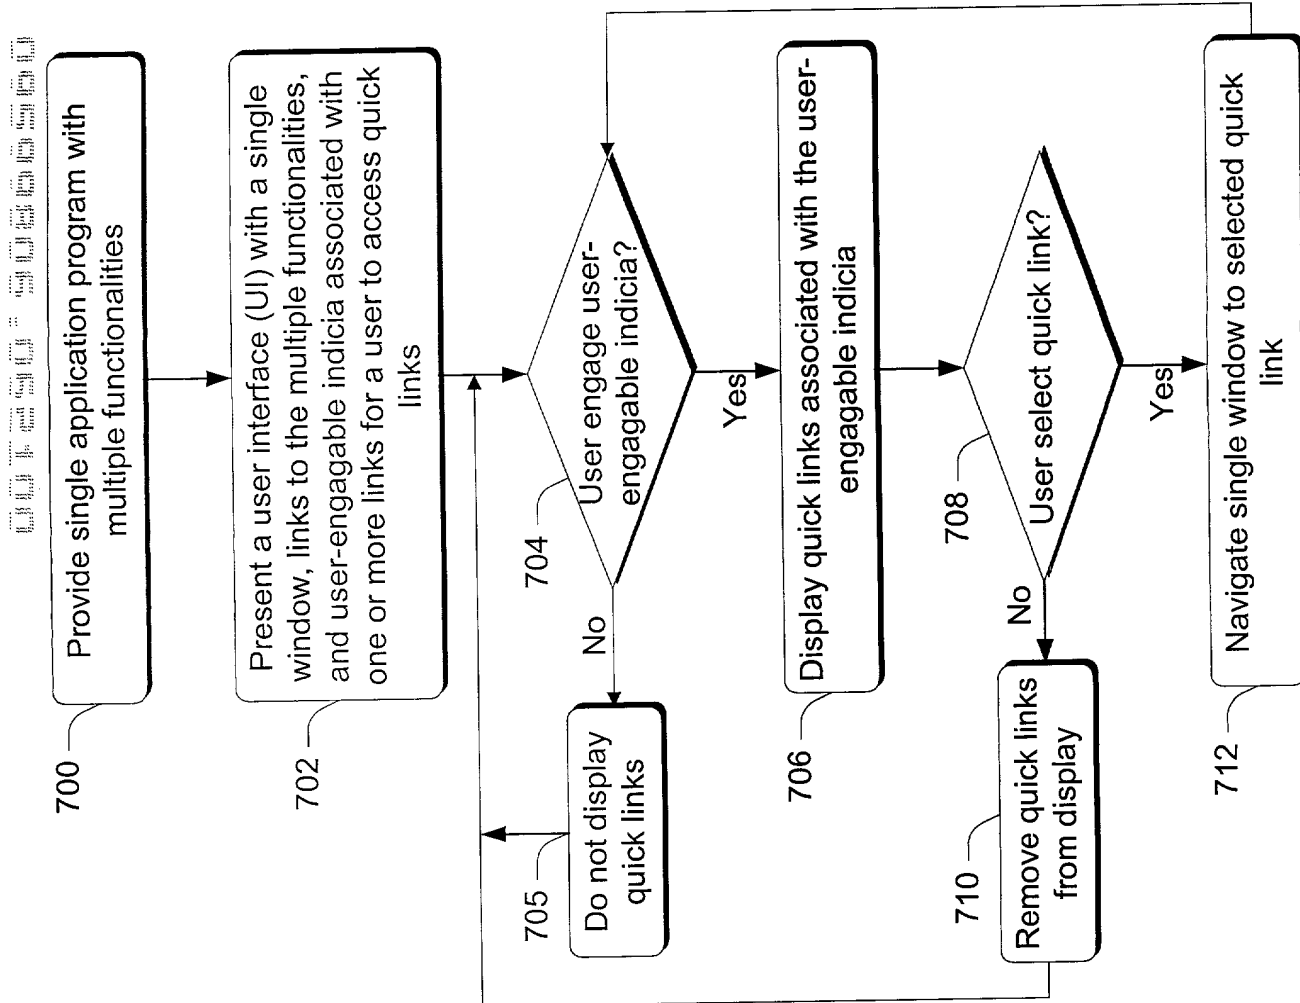 700
Provide single application program with
multiple functionalities
702
Present a user interface (UI) with a single
window, links to the multiple functionalities,
and user-engagable indicia associated with
one or more links for a user to access quick
links
704
User engage user-
engagable indicia?
No
Yes
705
Do not display
quick links
706
Display quick links associated with the user-
engagable indicia
708
User select quick link?
No
Yes
710
Remove quick links
from display
712
Navigate single window to selected quick
link